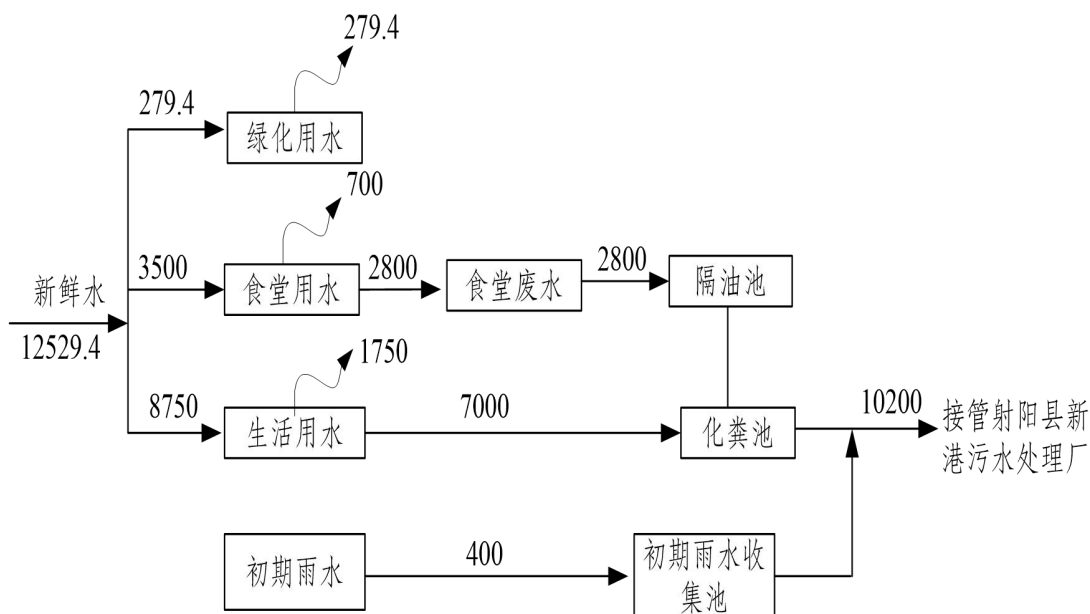 279.4
279.4
绿化用水
700
3500
食堂用水
2800
食堂废水
2800
隔油池
新鲜水
12529.4
1750
8750
生活用水
7000
化粪池
10200
接管射阳县新
港污水处理厂
初期雨水
400
初期雨水收
集池